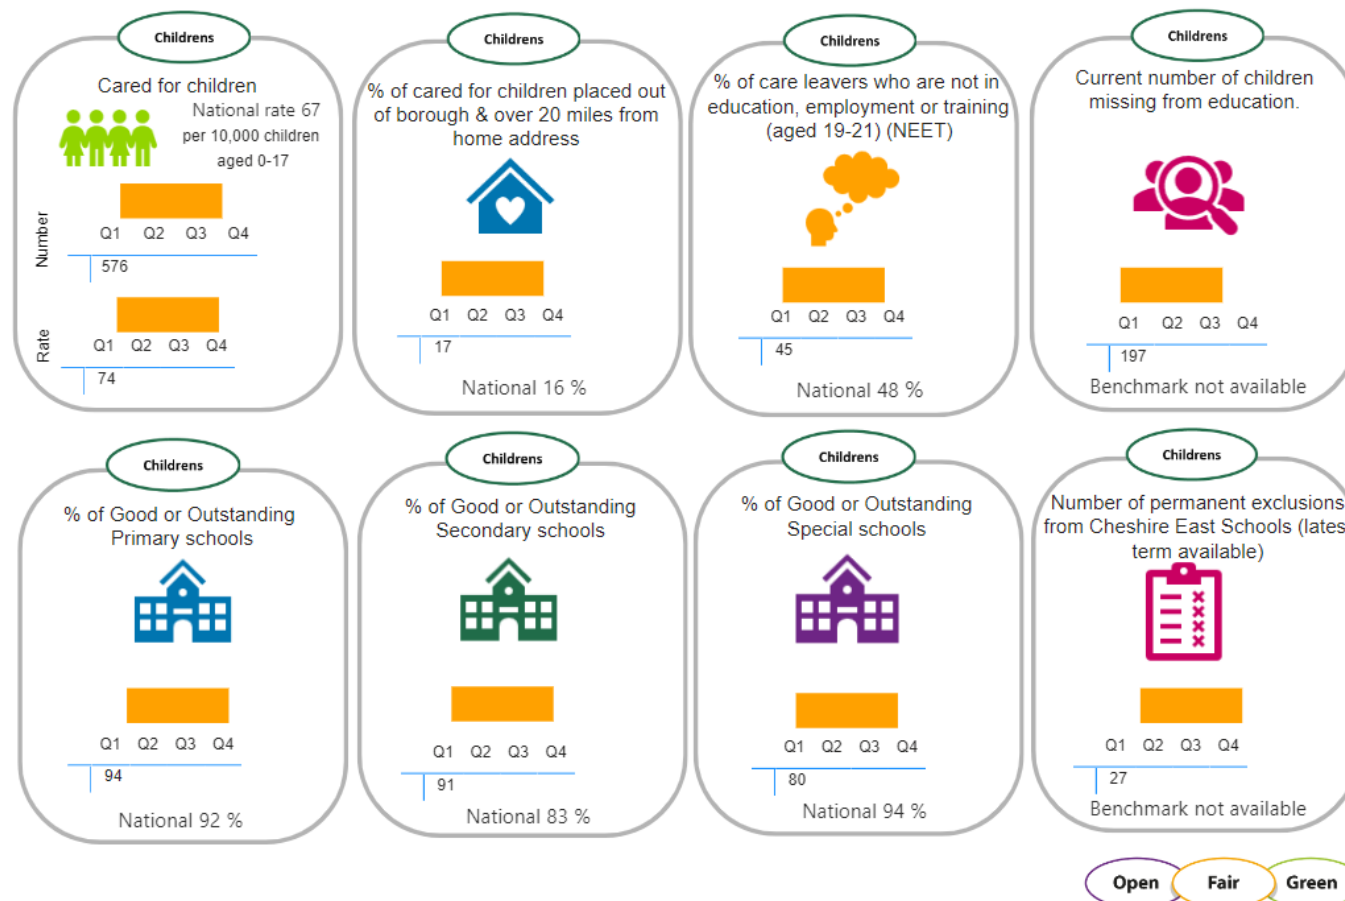 Childrens
Cared for children
National rate 67
per 10,000 children
aged 0-17
Number
Q1 Q2 Q3 Q4
576
Rate
Q1 Q2 Q3 Q4
74
Childrens
% of cared for children placed out
of borough & over 20 miles from
home address
Q1 Q2 Q3 Q4
17
National 16 %
Childrens
% of care leavers who are not in
education, employment or training
(aged 19-21) (NEET)
Q1 Q2 Q3 Q4
45
National 48 %
Childrens
Current number of children
missing from education.
Q1 Q2 Q3 Q4
197
Benchmark not available
Childrens
% of Good or Outstanding
Primary schools
Q1 Q2 Q3 Q4
94
National 92 %
Childrens
% of Good or Outstanding
Secondary schools
Q1 Q2 Q3 Q4
91
National 83 %
Childrens
% of Good or Outstanding
Special schools
Q1 Q2 Q3 Q4
80
National 94 %
Childrens
Number of permanent exclusions
from Cheshire East Schools (lates
term available)
Q1 Q2 Q3 Q4
27
Benchmark not available
Open Fair Green